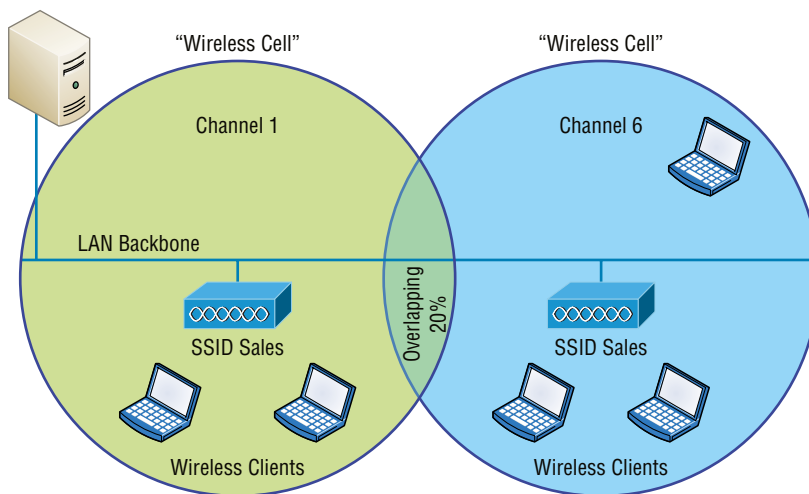 “Wireless Cell”
“Wireless Cell”
Channel 1
Channel 6
LAN Backbone
Overlapping
20%
SSID Sales
SSID Sales
Wireless Clients
Wireless Clients